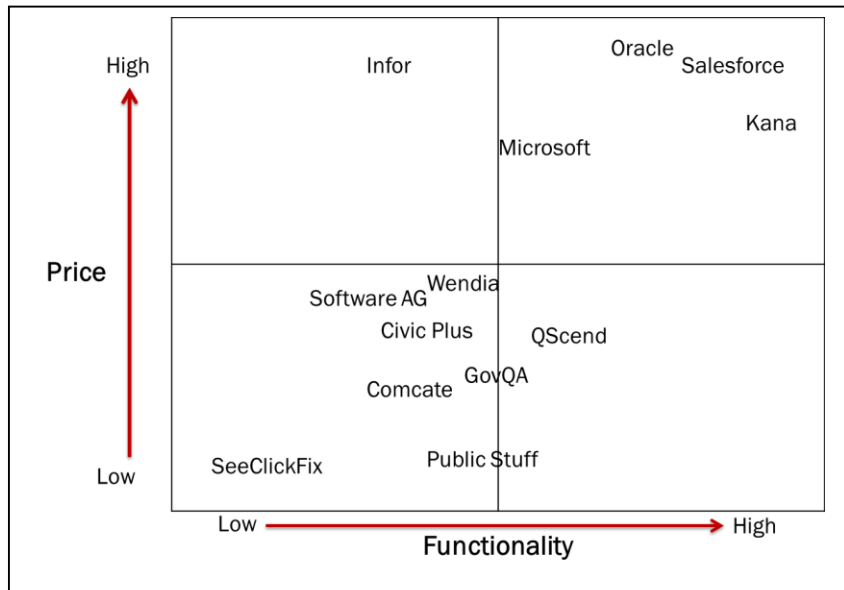 Oracle
High
Infor
Salesforce
Kana
Microsoft
Price
Wendia
Software AG
Civic Plus
QScend
GovQA
Comcate
Public Stuff
SeeClickFix
Low
Low
High
Functionality